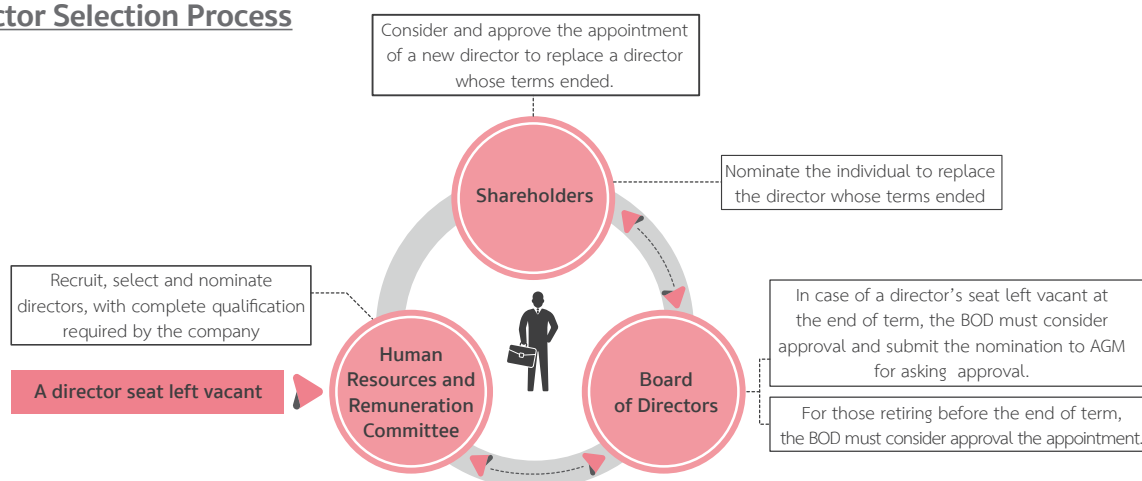 ctor Selection Process
Consider and approve the appointment
of a new director to replace a director
whose terms ended.
Shareholders
Nominate the individual to replace
the director whose terms ended
Recruit, select and nominate
directors, with complete qualification
required by the company
A director seat left vacant
Human
Resources and
Remuneration
Committee
Board
of Directors
In case of a director's seat left vacant at
the end of term, the BOD must consider
approval and submit the nomination to AGM
for asking approval.
For those retiring before the end of term,
the BOD must consider approval the appointment.